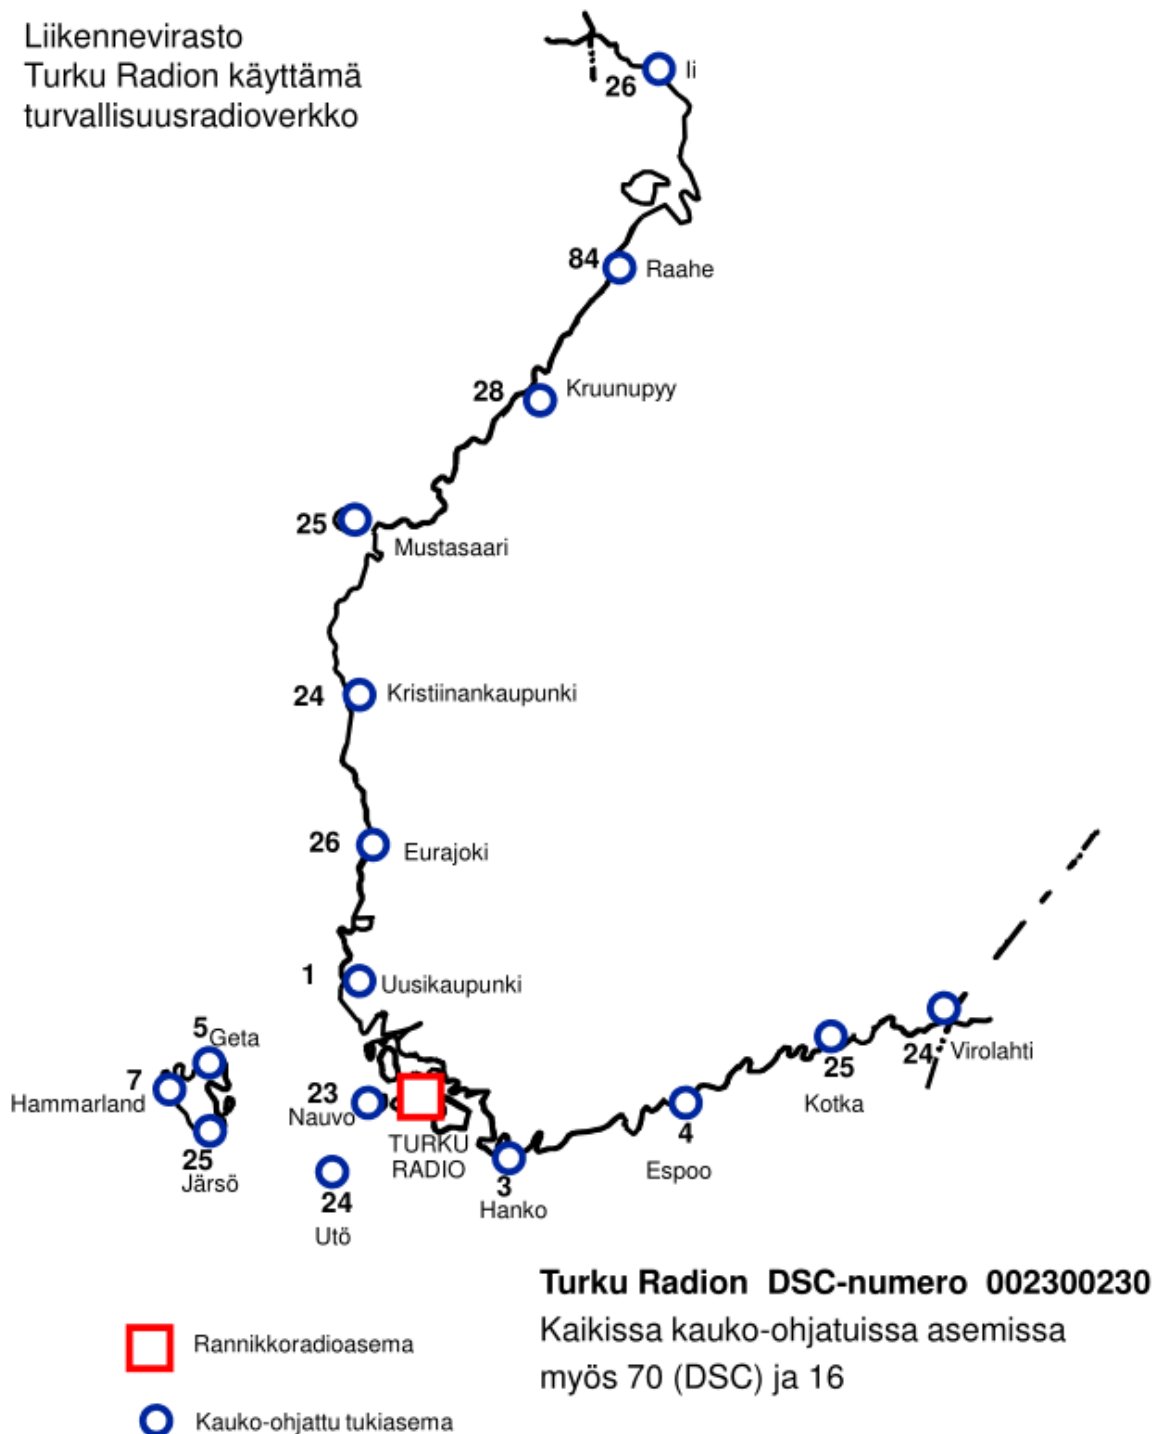 Liikennevirasto
Turku Radion käyttämä
turvallisuusradioverkko
26
Ii
84
Raahe
28
Kruunupyy
25
Mustasaari
24
Kristiinankaupunki
26
Eurajoki
1
Uusikaupunki
5
Geta
7
Hammarland
25
Järsö
23
Nauvo
TURKU
RADIO
24
Utö
3
Hanko
4
Espoo
25
Kotka
24
Virolahti
Turku Radion DSC-numero 002300230
Kaikissa kauko-ohjatuissa asemissa
myös 70 (DSC) ja 16
Rannikkoradioasema
Kauko-ohjattu tukiasema